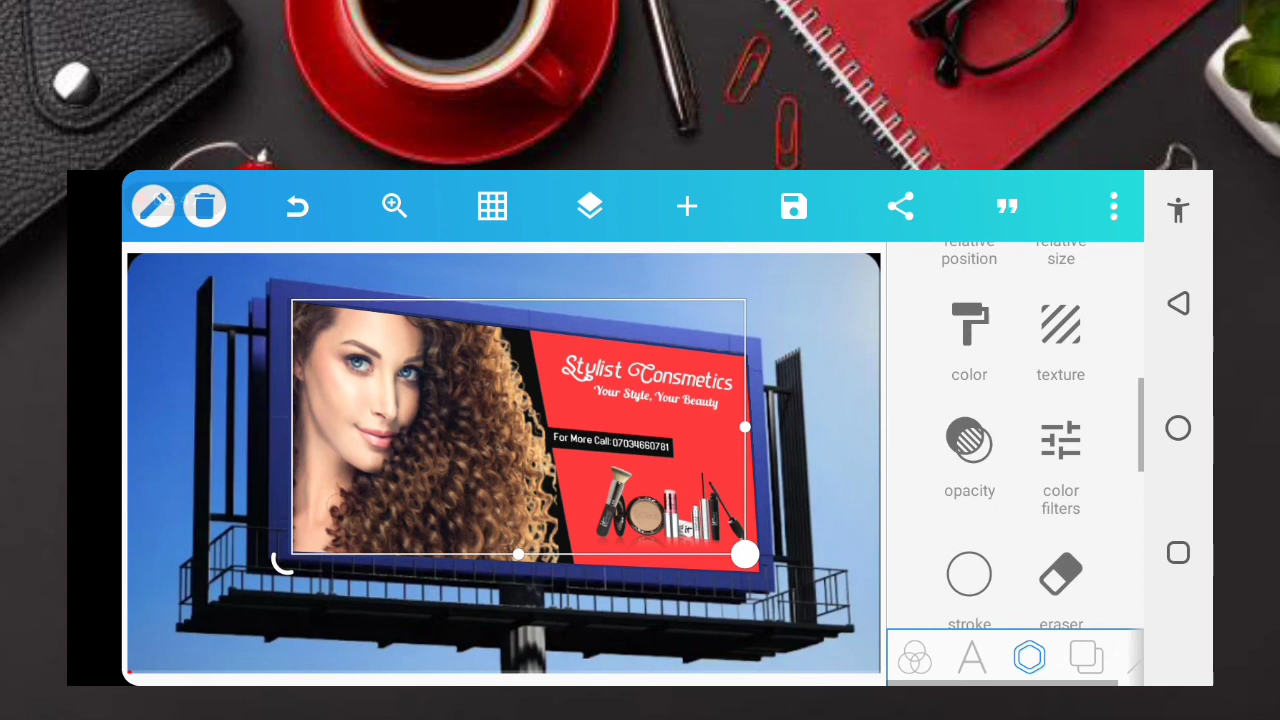 relative
relative
position
size
color
texture
opacity
color
filters
stroke
eraser
Stylist Consmetics
Your Style, Your Beauty
For More Call:07034660781